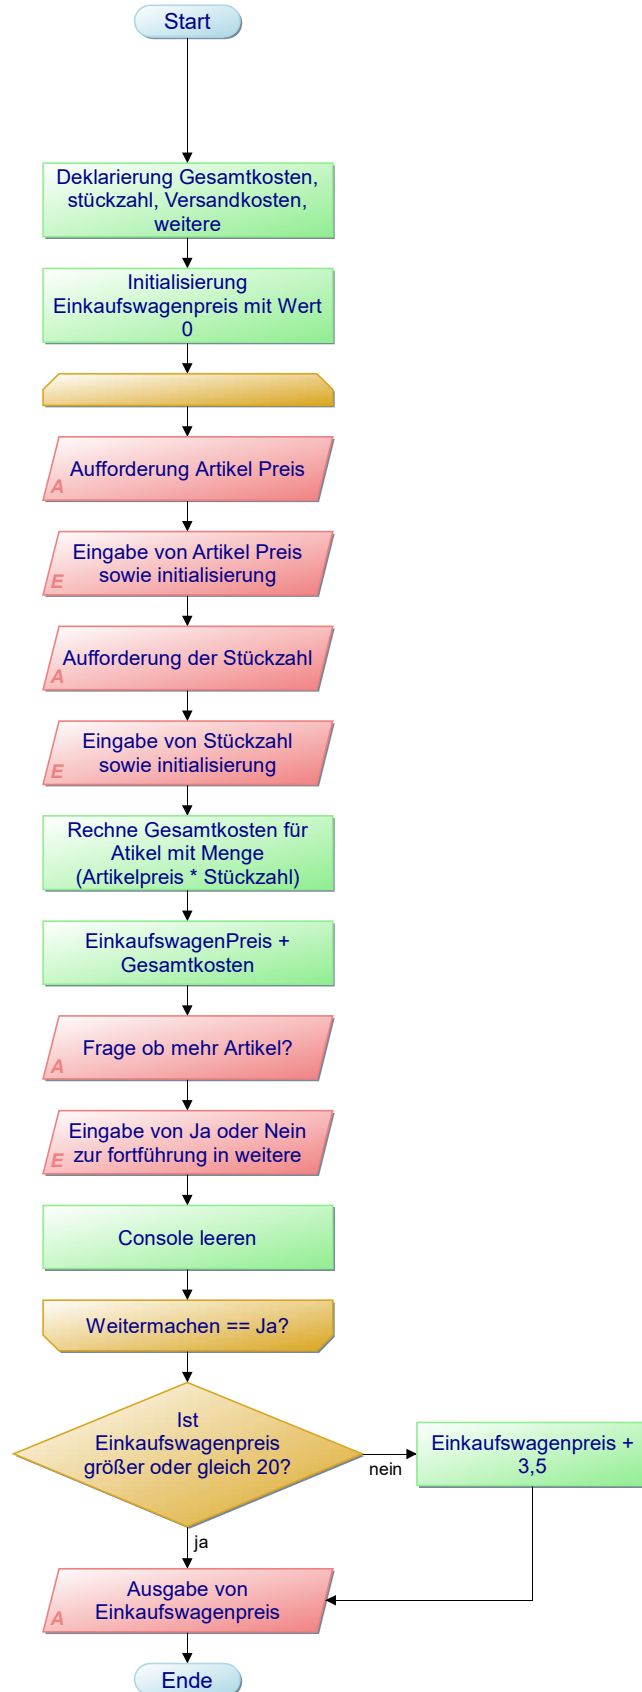 Start
Deklarierung Gesamtkosten,
stückzahl, Versandkosten,
weitere
Initialisierung
Einkaufswagenpreis mit Wert
0
Aufforderung Artikel Preis
A
Eingabe von Artikel Preis
sowie initialisierung
E
Aufforderung der Stückzahl
A
Eingabe von Stückzahl
sowie initialisierung
E
Rechne Gesamtkosten für
Atikel mit Menge
(Artikelpreis * Stückzahl)
EinkaufswagenPreis +
Gesamtkosten
Frage ob mehr Artikel?
A
Eingabe von Ja oder Nein
zur fortführung in weitere
E
Console leeren
Weitermachen == Ja?
Ist
Einkaufswagenpreis
größer oder gleich 20?
nein
Einkaufswagenpreis +
3,5
ja
Ausgabe von
Einkaufswagenpreis
A
Ende